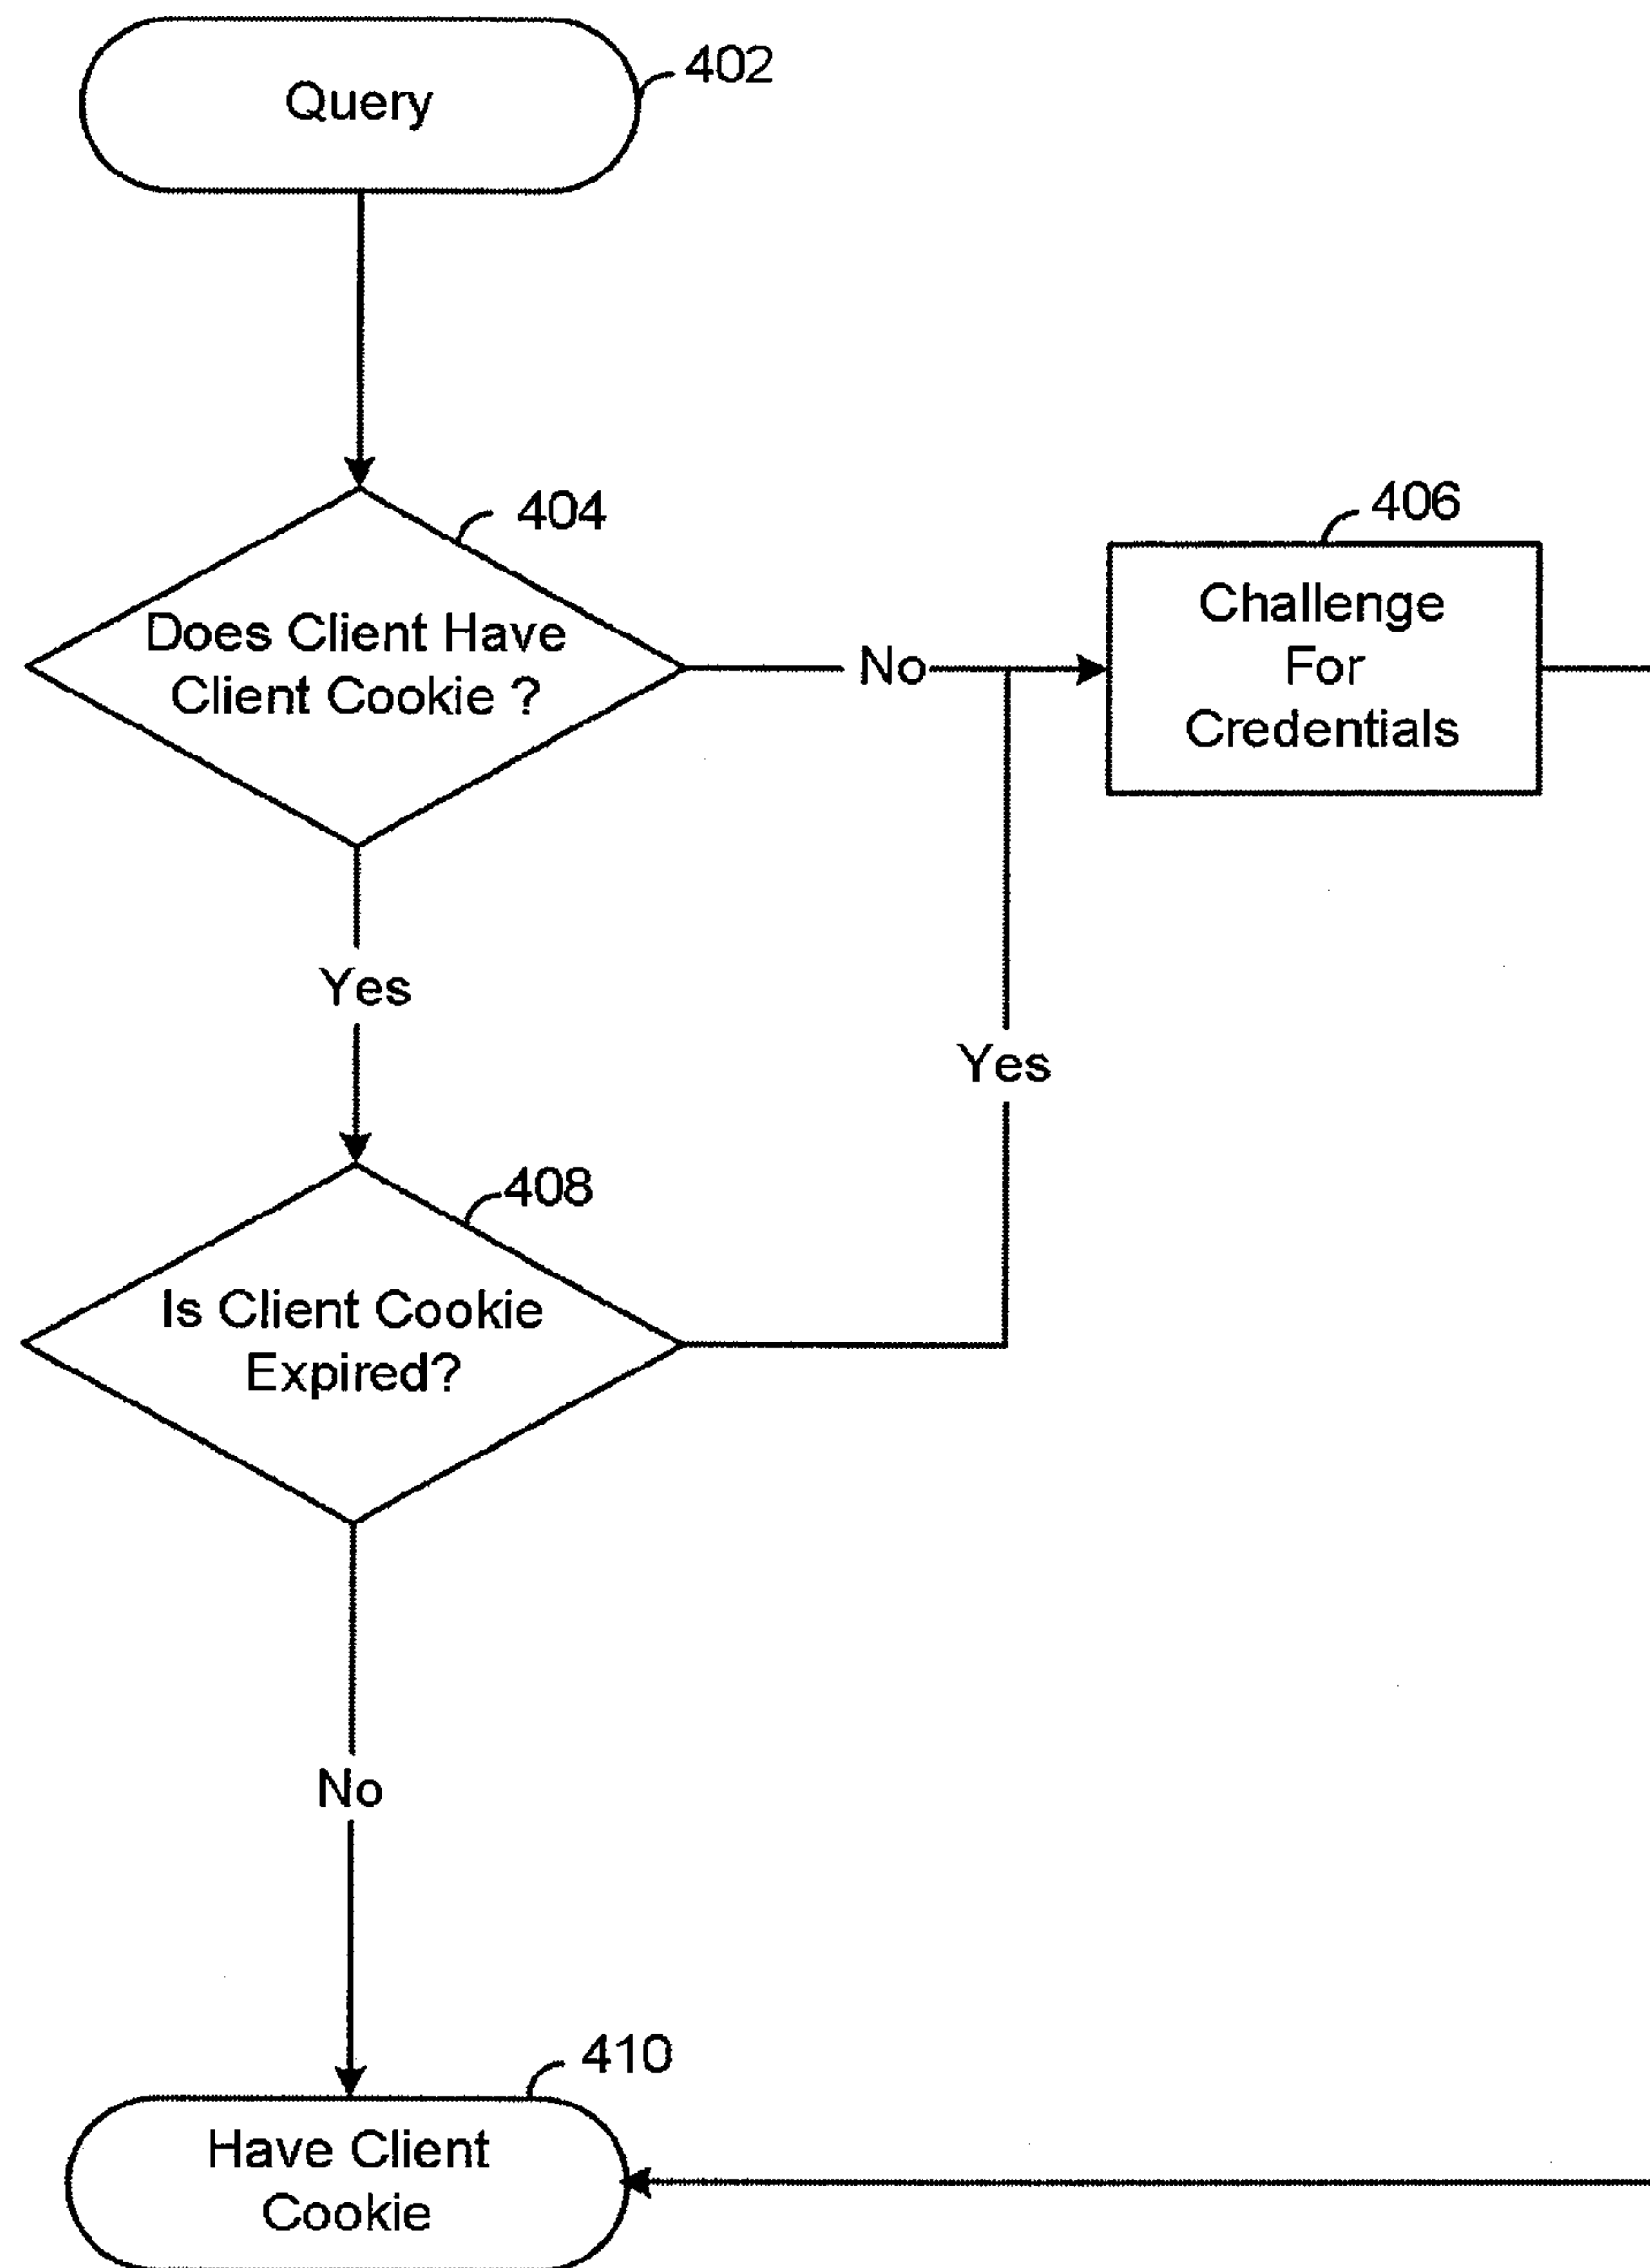 Query
402
404
Does Client Have
Client Cookie ?
No
406
Challenge
For
Credentials
Yes
Yes
408
Is Client Cookie
Expired?
No
410
Have Client
Cookie